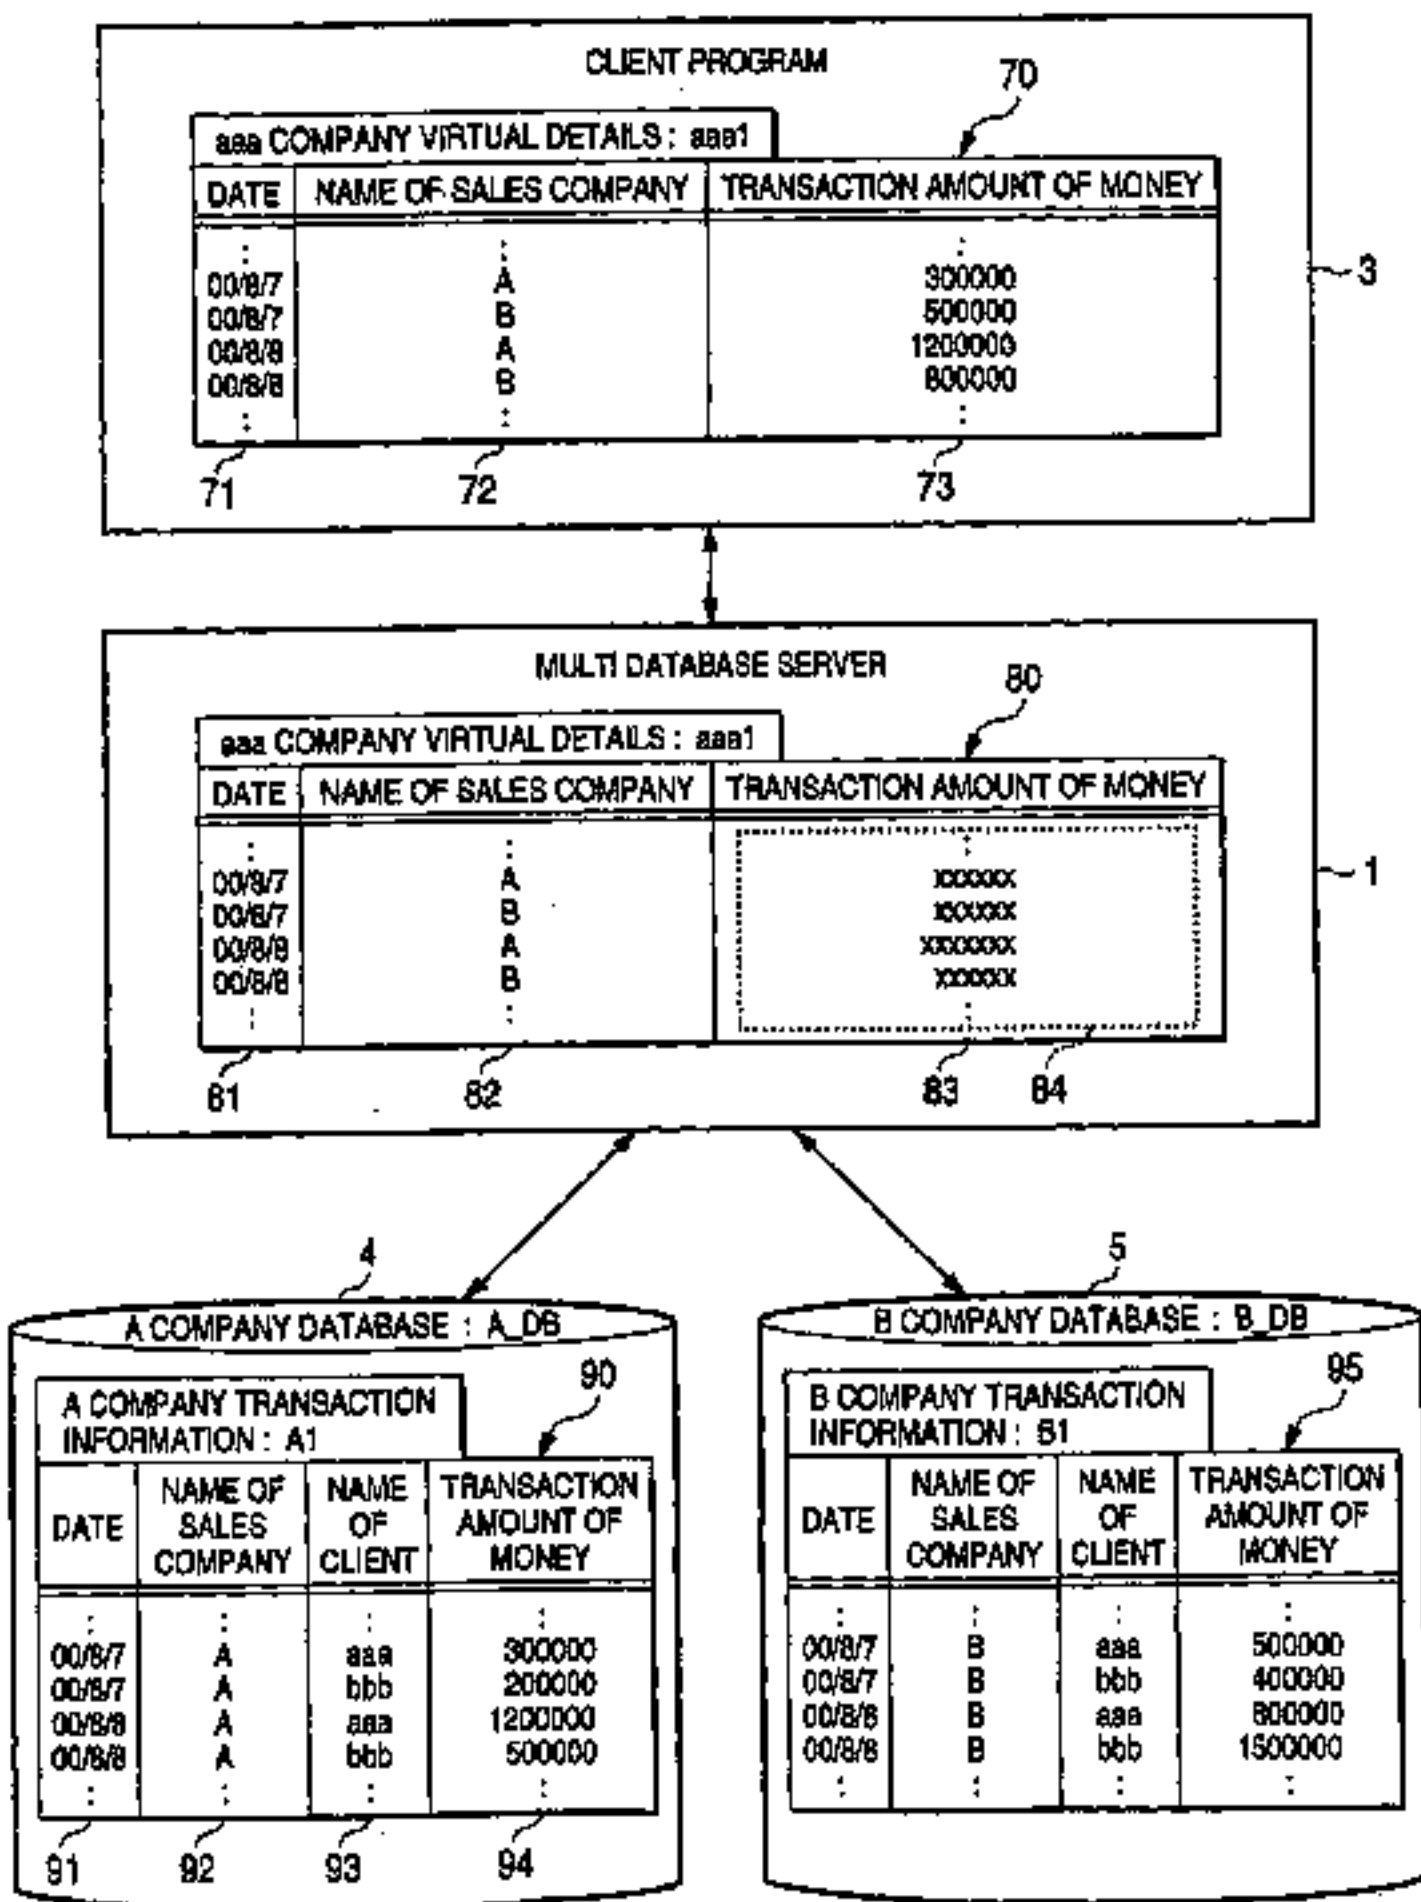 CLIENT PROGRAM
70
aaa COMPANY VIRTUAL DETAILS : aaa1
DATE NAME OF SALES COMPANY TRANSACTION AMOUNT OF MONEY
00/8/7 A 300000
00/8/7 B 500000
00/8/8 A 1200000
00/8/8 B 800000
3
71 72 73
MULTI DATABASE SERVER
80
aaa COMPANY VIRTUAL DETAILS : aaa1
DATE NAME OF SALES COMPANY TRANSACTION AMOUNT OF MONEY
00/8/7 A xxxxxx
00/8/7 B xxxxxx
00/8/8 A xxxxxxx
00/8/8 B xxxxxx
1
81 82 83 84
4
A COMPANY DATABASE : A_DB
90
A COMPANY TRANSACTION
INFORMATION : A1
DATE
NAME OF
SALES
COMPANY
NAME
OF
CLIENT
TRANSACTION
AMOUNT OF
MONEY
00/8/7 A aaa 300000
00/8/7 A bbb 200000
00/8/8 A aaa 1200000
00/8/8 A bbb 500000
91 92 93 94
5
B COMPANY DATABASE : B_DB
95
B COMPANY TRANSACTION
INFORMATION : B1
DATE
NAME OF
SALES
COMPANY
NAME
OF
CLIENT
TRANSACTION
AMOUNT OF
MONEY
00/8/7 B aaa 500000
00/8/7 B bbb 400000
00/8/8 B aaa 800000
00/8/8 B bbb 1500000